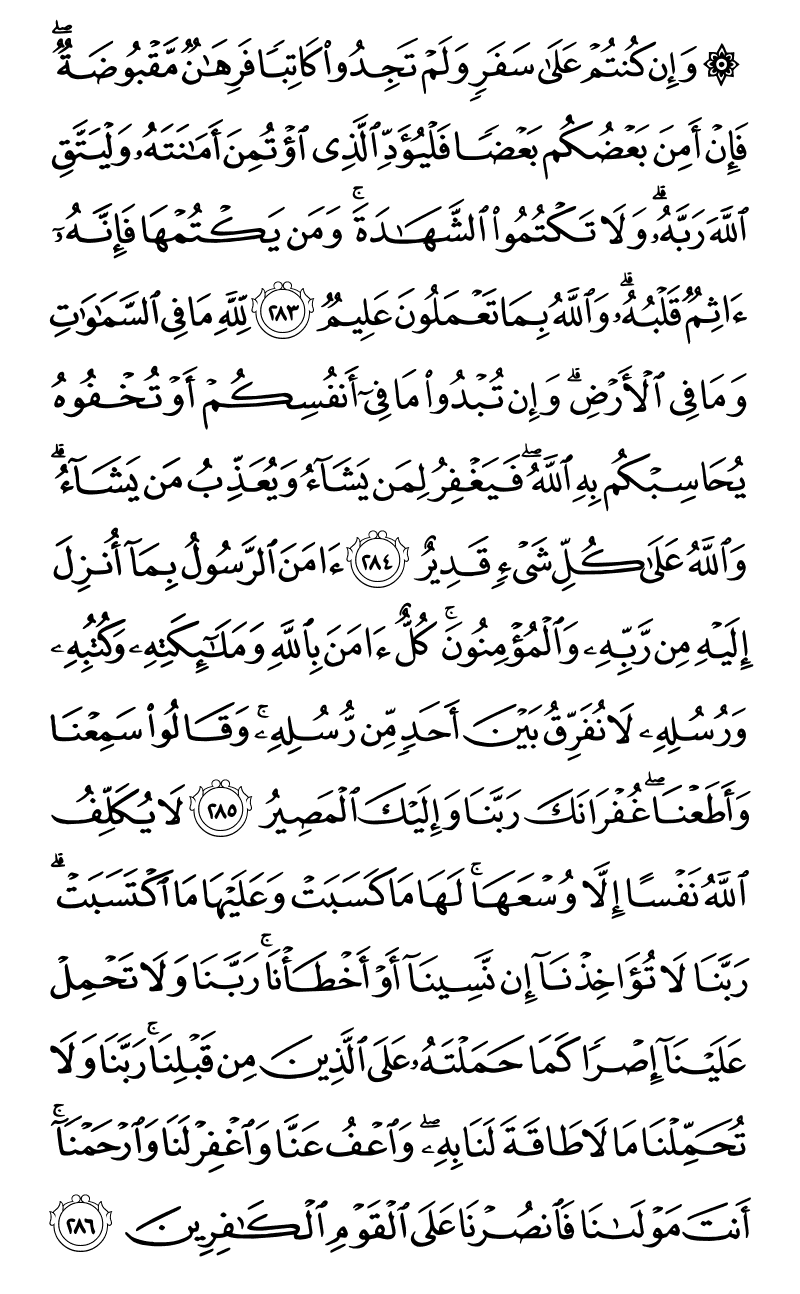 ۞ وَإِن كُنتُمْ عَلَىٰ سَفَرٍ وَلَمْ تَجِدُوا۟ كَاتِبًا فَرِهَـٰنٌ مَّقْبُوضَةٌ ۖ
فَإِنْ أَمِنَ بَعْضُكُم بَعْضًا فَلْيُؤَدِّ ٱلَّذِى ٱؤْتُمِنَ أَمَـٰنَتَهُۥ وَلْيَتَّقِ
ٱللَّهَ رَبَّهُۥ ۗ وَلَا تَكْتُمُوا۟ ٱلشَّهَـٰدَةَ ۚ وَمَن يَكْتُمْهَا فَإِنَّهُۥٓ
ءَاثِمٌ قَلْبُهُۥ ۗ وَٱللَّهُ بِمَا تَعْمَلُونَ عَلِيمٌ ٢٨٣ لِّلَّهِ مَا فِى ٱلسَّمَـٰوَٰتِ
وَمَا فِى ٱلْأَرْضِ ۗ وَإِن تُبْدُوا۟ مَا فِىٓ أَنفُسِكُمْ أَوْ تُخْفُوهُ
يُحَاسِبْكُم بِهِ ٱللَّهُ ۖ فَيَغْفِرُ لِمَن يَشَآءُ وَيُعَذِّبُ مَن يَشَآءُ ۗ
وَٱللَّهُ عَلَىٰ كُلِّ شَىْءٍ قَدِيرٌ ٢٨٤ ءَامَنَ ٱلرَّسُولُ بِمَآ أُنزِلَ
إِلَيْهِ مِن رَّبِّهِۦ وَٱلْمُؤْمِنُونَ ۚ كُلٌّ ءَامَنَ بِٱللَّهِ وَمَلَـٰٓئِكَتِهِۦ وَكُتُبِهِۦ
وَرُسُلِهِۦ لَا نُفَرِّقُ بَيْنَ أَحَدٍ مِّن رُّسُلِهِۦ ۚ وَقَالُوا۟ سَمِعْنَا
وَأَطَعْنَا ۖ غُفْرَانَكَ رَبَّنَا وَإِلَيْكَ ٱلْمَصِيرُ ٢٨٥ لَا يُكَلِّفُ
ٱللَّهُ نَفْسًا إِلَّا وُسْعَهَا ۚ لَهَا مَا كَسَبَتْ وَعَلَيْهَا مَا ٱكْتَسَبَتْ ۗ
رَبَّنَا لَا تُؤَاخِذْنَآ إِن نَّسِينَآ أَوْ أَخْطَأْنَا ۚ رَبَّنَا وَلَا تَحْمِلْ
عَلَيْنَآ إِصْرًا كَمَا حَمَلْتَهُۥ عَلَى ٱلَّذِينَ مِن قَبْلِنَا ۚ رَبَّنَا وَلَا
تُحَمِّلْنَا مَا لَا طَاقَةَ لَنَا بِهِۦ ۖ وَٱعْفُ عَنَّا وَٱغْفِرْ لَنَا وَٱرْحَمْنَآ ۚ
أَنتَ مَوْلَىٰنَا فَٱنصُرْنَا عَلَى ٱلْقَوْمِ ٱلْكَـٰفِرِينَ ٢٨٦